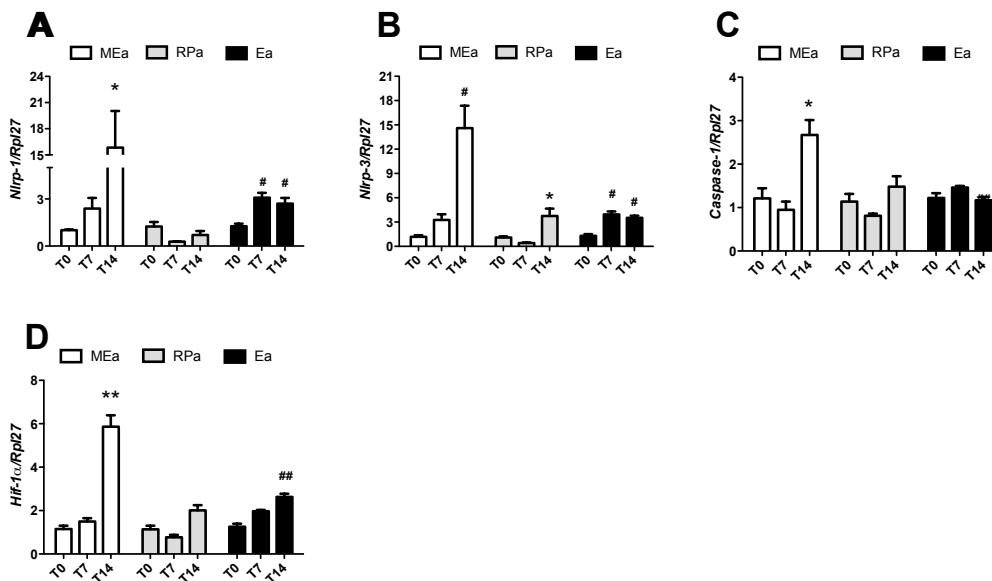 A
MEa RPa Ea
Nlrp-1/Rpl27
24
21
18
15
3
0
*
# #
T0 T7 T14 T0 T7 T14 T0 T7 T14
B
MEa RPa Ea
Nlrp-3/Rpl27
21
18
15
12
9
6
3
0
#
*
# #
T0 T7 T14 T0 T7 T14 T0 T7 T14
C
MEa RPa Ea
Caspase-1/Rpl27
4
3
2
1
0
*
##
T0 T7 T14 T0 T7 T14 T0 T7 T14
D
MEa RPa Ea
Hif-1α/Rpl27
8
6
4
2
0
**
##
T0 T7 T14 T0 T7 T14 T0 T7 T14